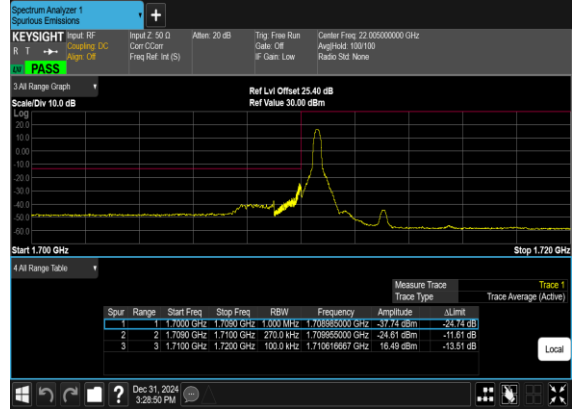 Spectrum Analyzer 1
Spurious Emissions
+
KEYSIGHT Input: RF Input Z: 50 Ω Atten: 20 dB Trig: Free Run Center Freq: 22.005000000 GHz
R T Coupling: DC Corr CCorr Gate: Off Avg|Hold: 100/100
Align: Off Freq Ref: Int (S) IF Gain: Low Radio Std: None
PASS
3 All Range Graph Ref Lvl Offset 25.40 dB
Scale/Div 10.0 dB Ref Value 30.00 dBm
Log
20.0
10.0
0.00
-10.0
-20.0
-30.0
-40.0
-50.0
-60.0
Start 1.700 GHz Stop 1.720 GHz
4 All Range Table
Measure Trace Trace 1
Trace Type Trace Average (Active)
Spur Range Start Freq Stop Freq RBW Frequency Amplitude ΔLimit
1 1 1.7000 GHz 1.7090 GHz 1.000 MHz 1.708985000 GHz -37.74 dBm -24.74 dB
2 2 1.7090 GHz 1.7100 GHz 270.0 kHz 1.709955000 GHz -24.61 dBm -11.61 dB
3 3 1.7100 GHz 1.7200 GHz 100.0 kHz 1.710616667 GHz 16.49 dBm -13.51 dB
Local
? Dec 31, 2024
3:28:50 PM